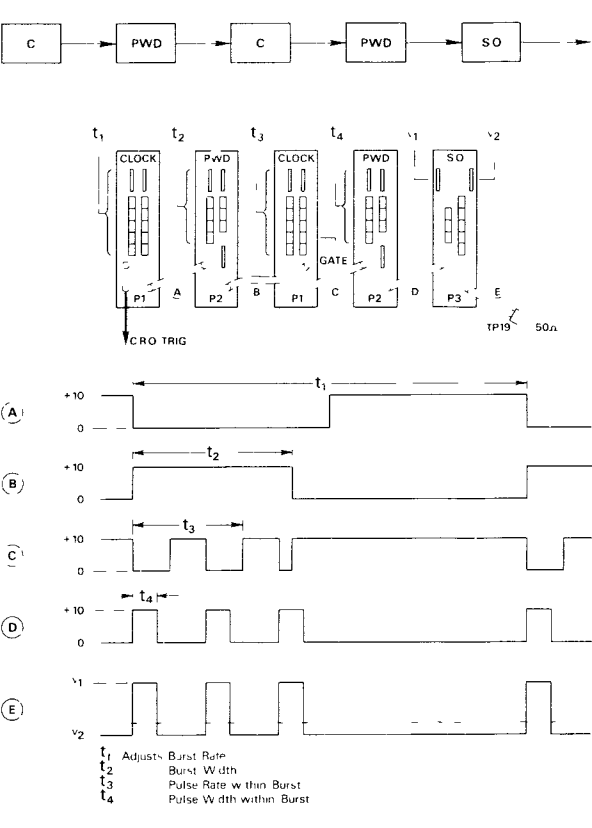 C PWD C PWD SO
t1 t2 t3 t4 V1 V2
CLOCK PWD CLOCK PWD SO
GATE
A B C D E
P1 P2 P1 P2 P3
TP19 50Ω
CRO TRIG
t1
+10
A
0
t2
+10
B
0
t3
+10
C
0
t4
+10
D
0
V1
E
V2
t1 Adjusts Burst Rate
t2 Burst Width
t3 Pulse Rate within Burst
t4 Pulse Width within Burst